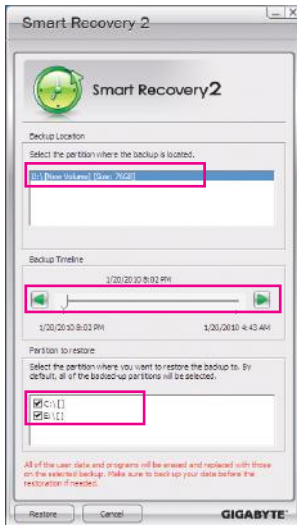 Smart Recovery 2
Smart Recovery2
Backup Location
Select the partition where the backup is located.
D:\ [New Volume] [Size: 76GB]
Backup Timeline
1/20/2010 8:02 PM
1/20/2010 8:02 PM
1/20/2010 4:43 AM
Partition to restore
Select the partition where you want to restore the backup to. By
default, all of the backed-up partitions will be selected.
C:\ [ ]
E:\ [ ]
All of the user data and programs will be erased and replaced with those
on the selected backup. Make sure to back up your data before the
restoration if needed.
Restore
Cancel
GIGABYTE